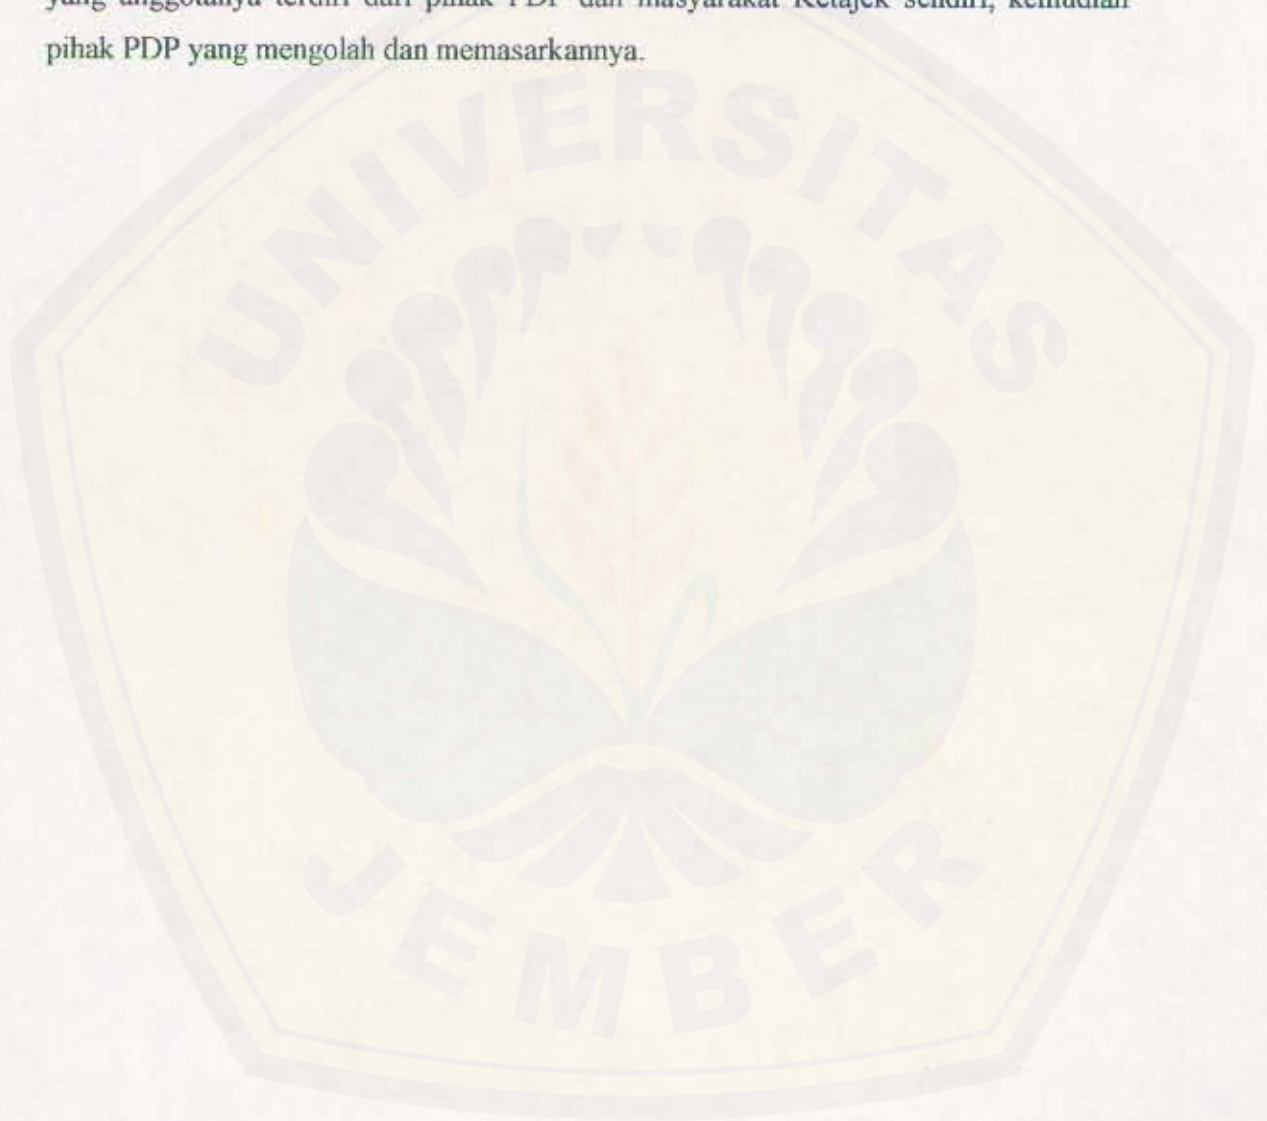 yang anggotanya terdiri dari pihak PDP dan masyarakat Ketajek sendiri, kemudian
pihak PDP yang mengolah dan memasarkannya.
UNIVERSITAS
JEMBER